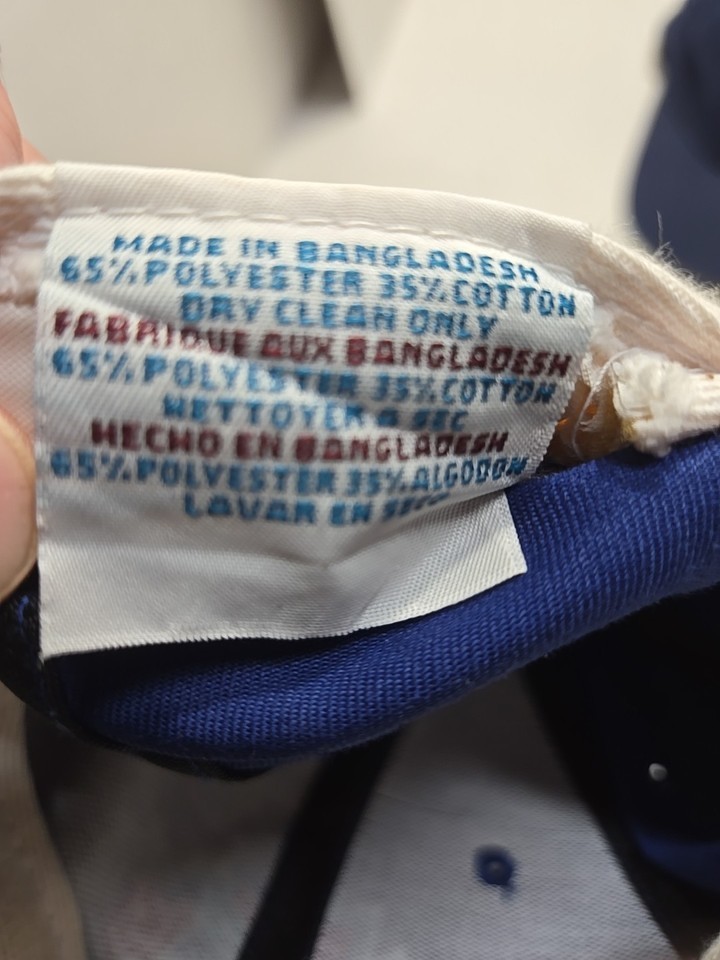 MADE IN BANGLADESH
65% POLYESTER 35% COTTON
DRY CLEAN ONLY
FABRIQUE AUX BANGLADESH
65% POLYESTER 35% COTTON
NETTOYER A SEC
HECHO EN BANGLADESH
65% POLYESTER 35% ALGODON
LAVAR EN SECO